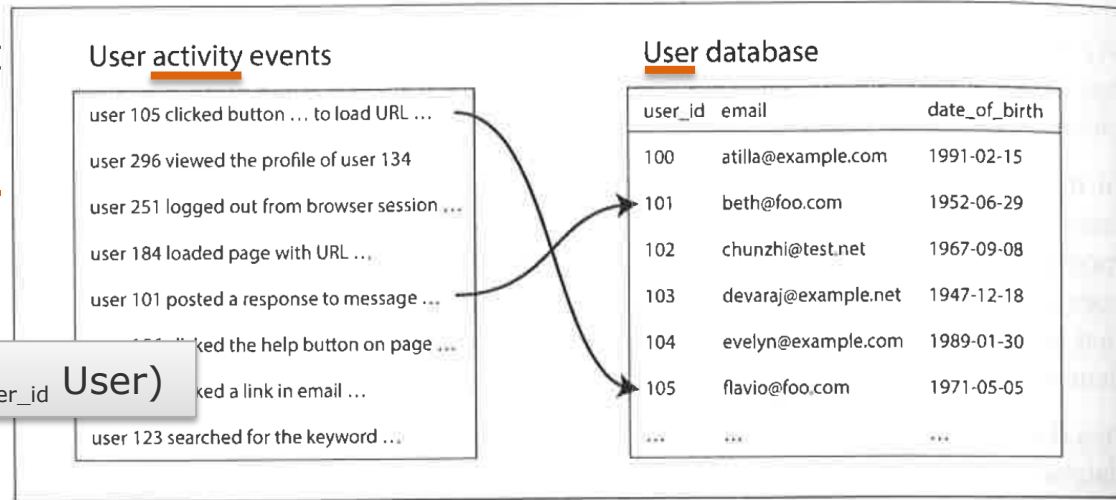 User activity events
user 105 clicked button ... to load URL ...
user 296 viewed the profile of user 134
user 251 logged out from browser session ...
user 184 loaded page with URL ...
user 101 posted a response to message ...
ked the help button on page ...
er_id User)
ked a link in email ...
user 123 searched for the keyword ...
User database
user_id email date_of_birth
100 atilla@example.com 1991-02-15
101 beth@foo.com 1952-06-29
102 chunzhi@test.net 1967-09-08
103 devaraj@example.net 1947-12-18
104 evelyn@example.com 1989-01-30
105 flavio@foo.com 1971-05-05
... ... ...